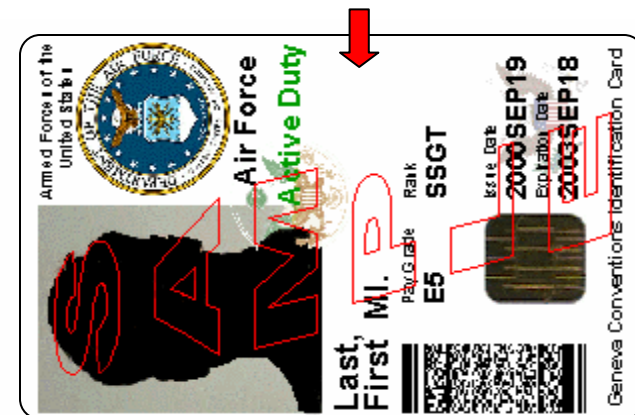 Armed Forces of the
United States
Air Force
Active Duty
SAMPLE
Last,
First MI.
Pay Grade Rank
E5 SSGT
Issue Date
2000SEP19
Expiration Date
2003SEP18
Geneva Conventions Identification Card